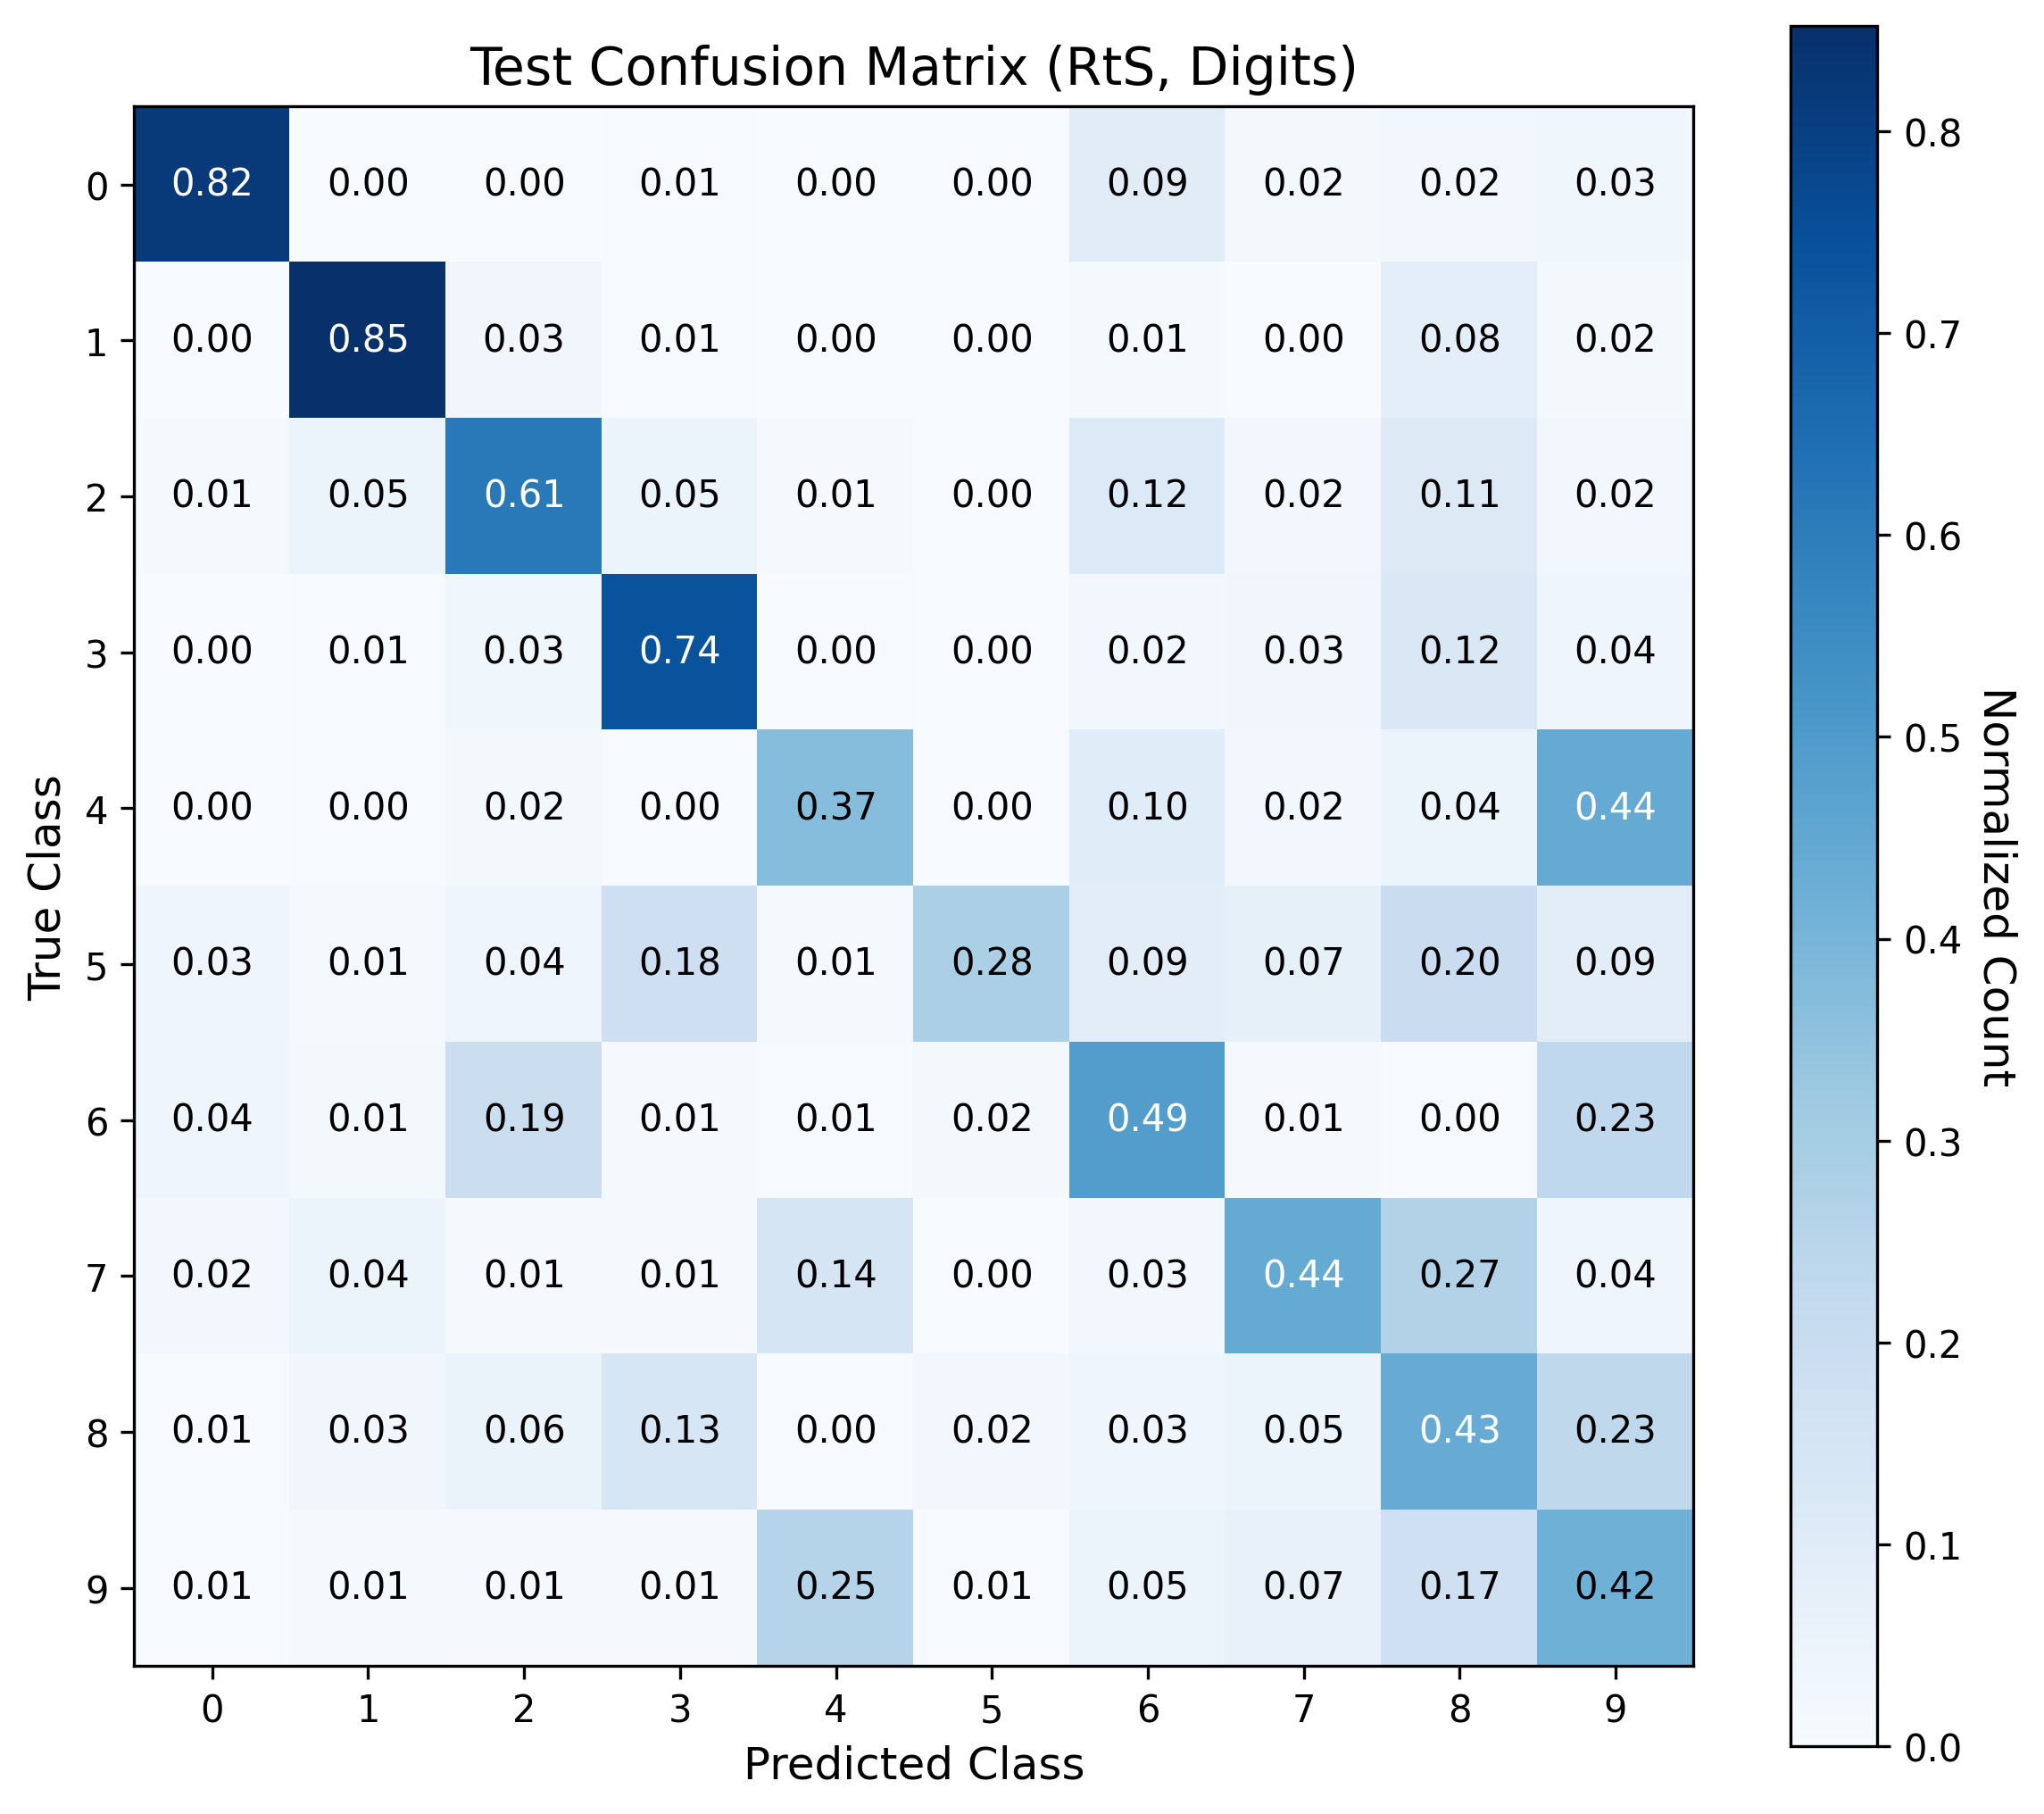 Test Confusion Matrix (RtS, Digits)
0 0.82 0.00 0.00 0.01 0.00 0.00 0.09 0.02 0.02 0.03
1 0.00 0.85 0.03 0.01 0.00 0.00 0.01 0.00 0.08 0.02
2 0.01 0.05 0.61 0.05 0.01 0.00 0.12 0.02 0.11 0.02
3 0.00 0.01 0.03 0.74 0.00 0.00 0.02 0.03 0.12 0.04
4 0.00 0.00 0.02 0.00 0.37 0.00 0.10 0.02 0.04 0.44
5 0.03 0.01 0.04 0.18 0.01 0.28 0.09 0.07 0.20 0.09
6 0.04 0.01 0.19 0.01 0.01 0.02 0.49 0.01 0.00 0.23
7 0.02 0.04 0.01 0.01 0.14 0.00 0.03 0.44 0.27 0.04
8 0.01 0.03 0.06 0.13 0.00 0.02 0.03 0.05 0.43 0.23
9 0.01 0.01 0.01 0.01 0.25 0.01 0.05 0.07 0.17 0.42
0 1 2 3 4 5 6 7 8 9
Predicted Class
True Class
0.8
0.7
0.6
0.5
0.4
0.3
0.2
0.1
0.0
Normalized Count